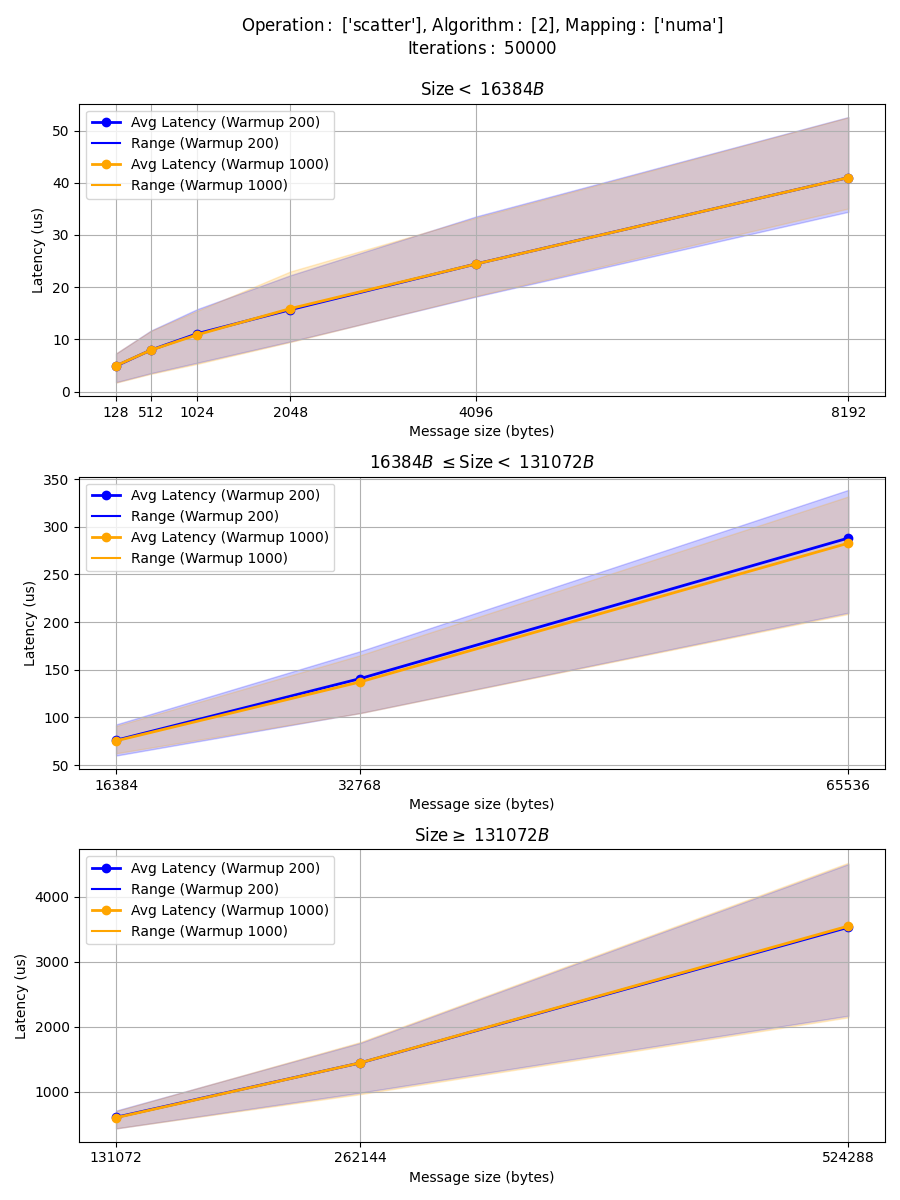 Operation : ['scatter'], Algorithm : [2], Mapping : ['numa']
Iterations : 50000
Size < 16384B
Avg Latency (Warmup 200)
Range (Warmup 200)
Avg Latency (Warmup 1000)
Range (Warmup 1000)
50
40
30
20
10
0
Latency (us)
128 512 1024 2048 4096 8192
Message size (bytes)
16384B ≤ Size < 131072B
Avg Latency (Warmup 200)
Range (Warmup 200)
Avg Latency (Warmup 1000)
Range (Warmup 1000)
350
300
250
200
150
100
50
Latency (us)
16384 32768 65536
Message size (bytes)
Size ≥ 131072B
Avg Latency (Warmup 200)
Range (Warmup 200)
Avg Latency (Warmup 1000)
Range (Warmup 1000)
4000
3000
2000
1000
Latency (us)
131072 262144 524288
Message size (bytes)